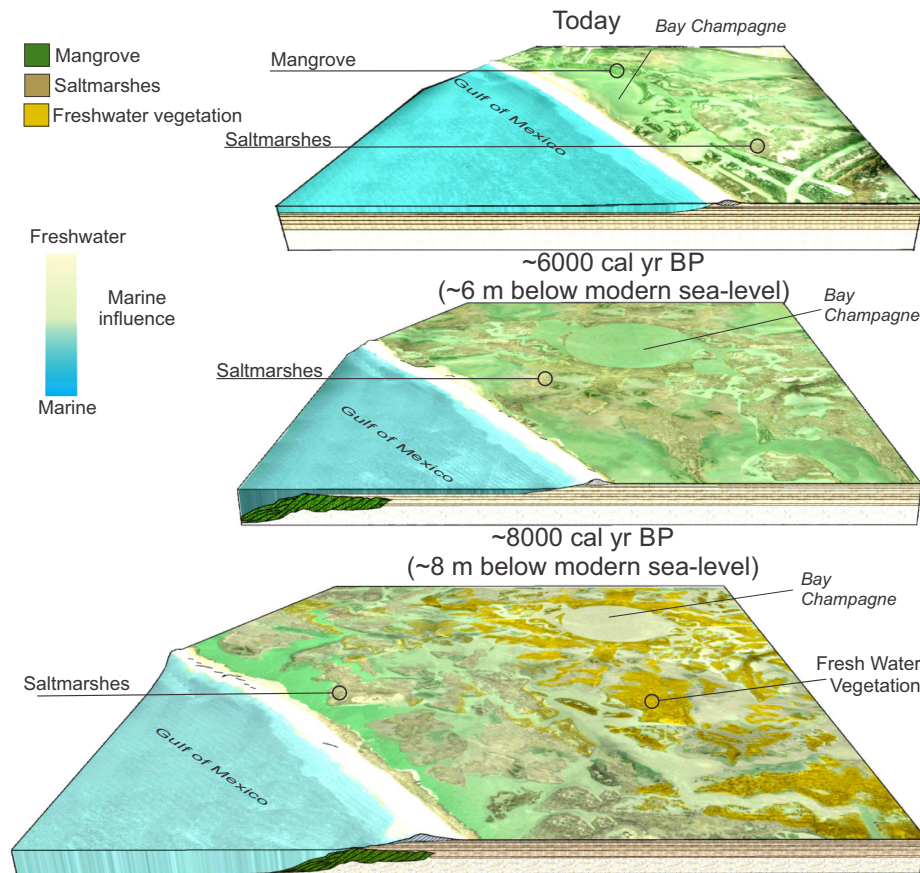 Today
Bay Champagne
Mangrove
Saltmarshes
Freshwater vegetation
Mangrove
Gulf of Mexico
Saltmarshes
Freshwater
Marine
influence
Marine
~6000 cal yr BP
(~6 m below modern sea-level)
Bay
Champagne
Saltmarshes
Gulf of Mexico
~8000 cal yr BP
(~8 m below modern sea-level)
Bay
Champagne
Saltmarshes
Fresh Water
Vegetation
Gulf of Mexico